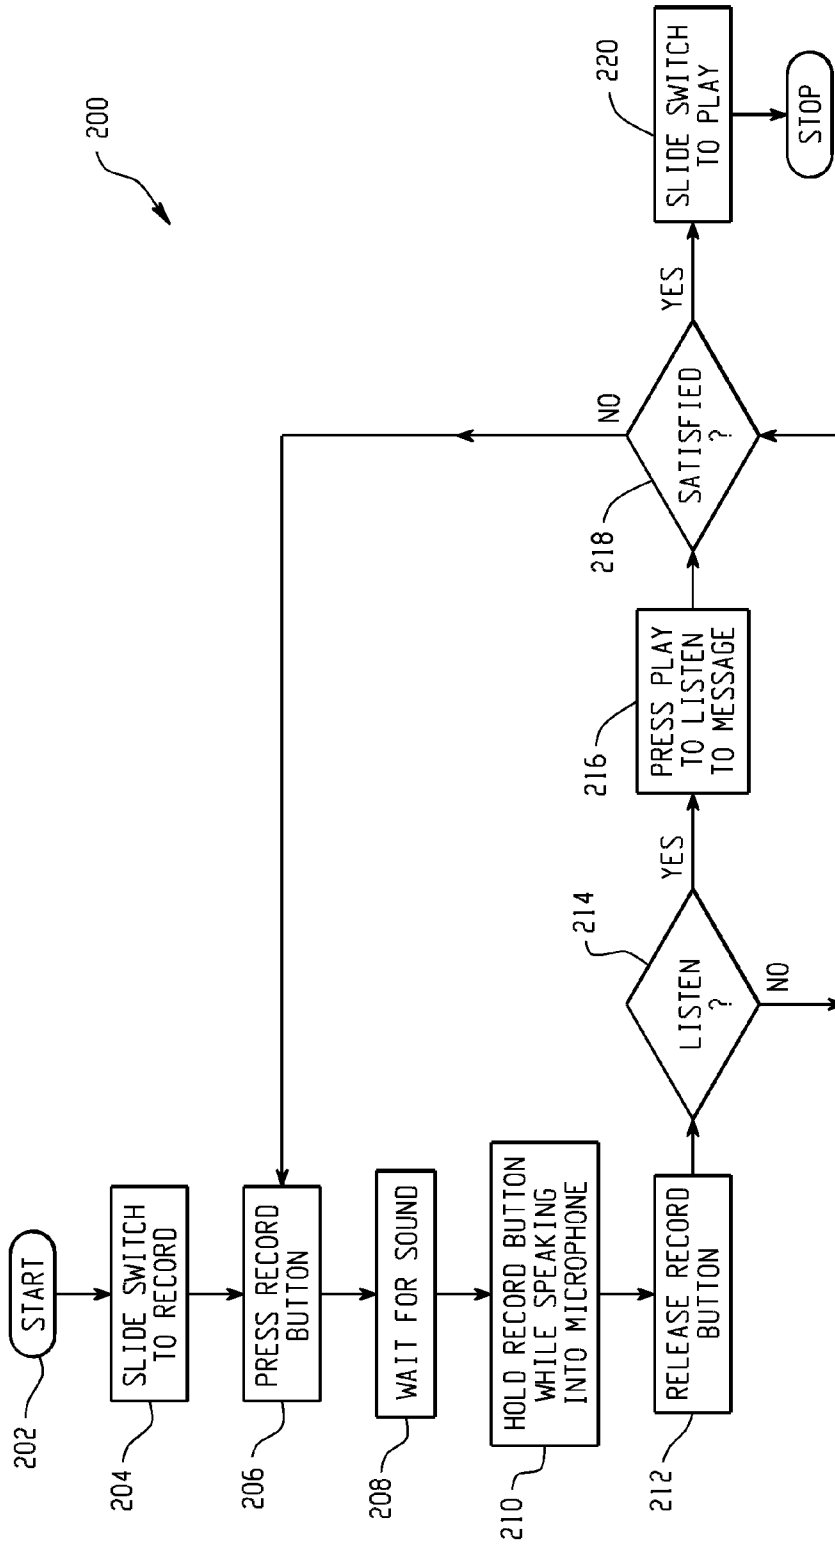 200
START
202
SLIDE SWITCH
TO RECORD
204
PRESS RECORD
BUTTON
206
WAIT FOR SOUND
208
HOLD RECORD BUTTON
WHILE SPEAKING
INTO MICROPHONE
210
RELEASE RECORD
BUTTON
212
LISTEN
?
214
YES
NO
PRESS PLAY
TO LISTEN
TO MESSAGE
216
SATISFIED
?
218
NO
YES
SLIDE SWITCH
TO PLAY
220
STOP